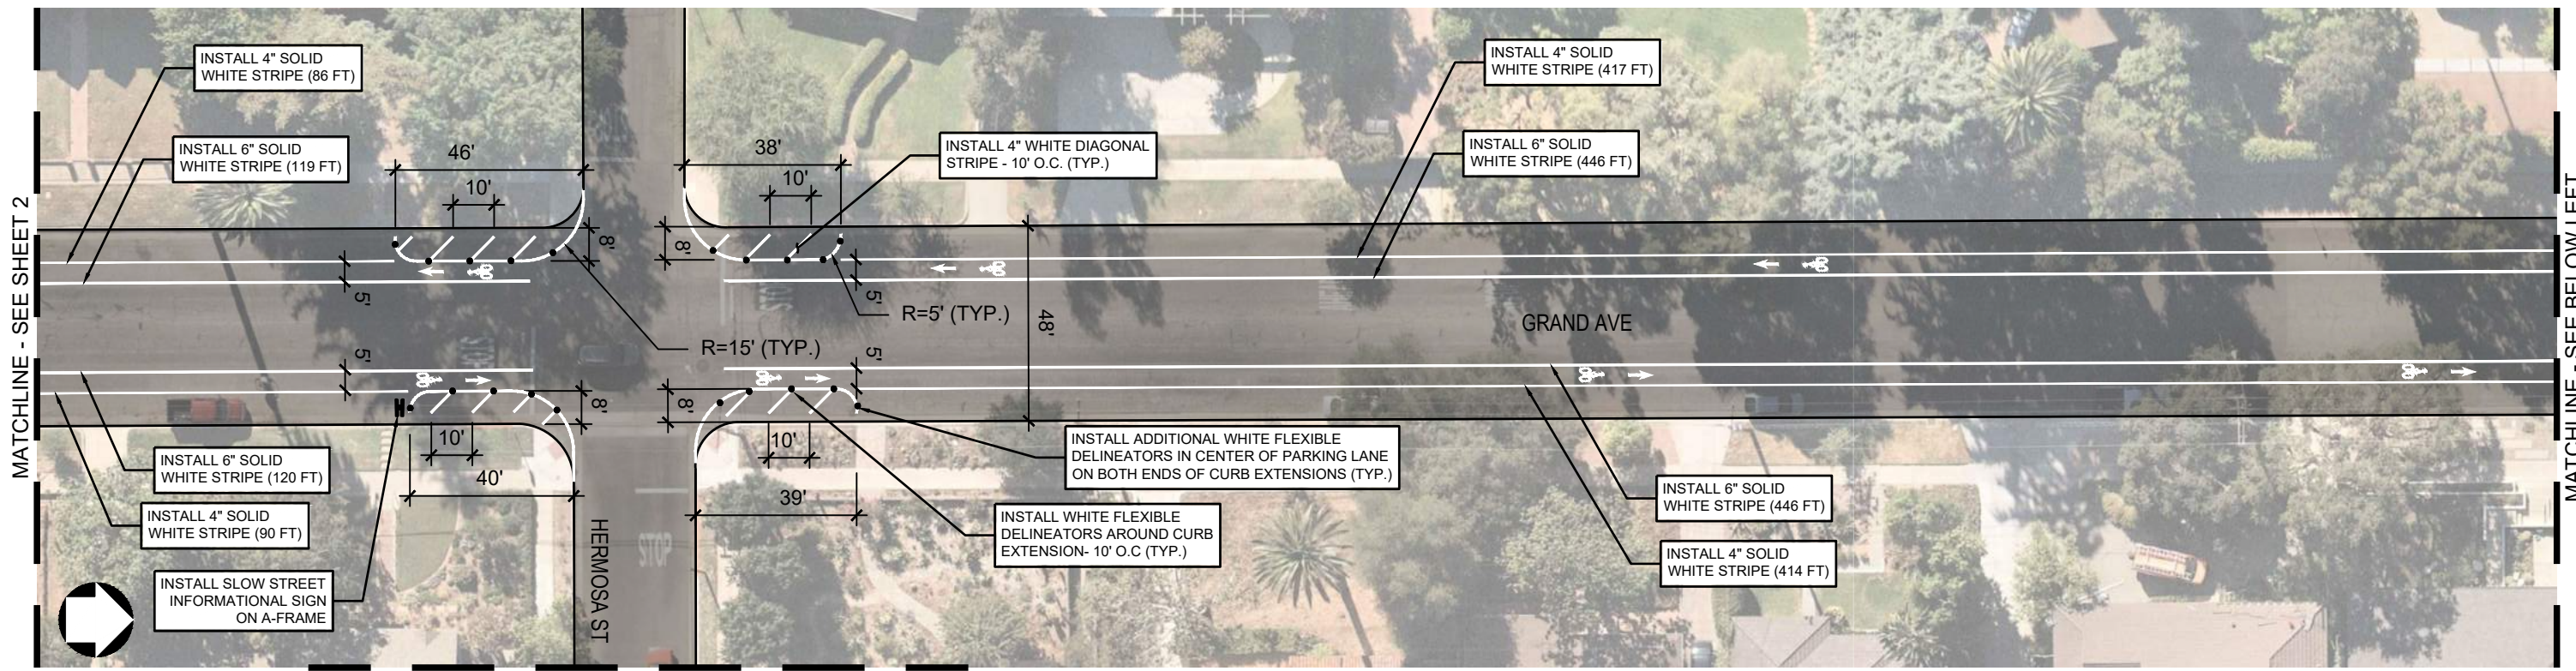 INSTALL 4" SOLID
WHITE STRIPE (86 FT)
INSTALL 6" SOLID
WHITE STRIPE (119 FT)
46'
10'
38'
10'
INSTALL 4" WHITE DIAGONAL
STRIPE - 10' O.C. (TYP.)
INSTALL 4" SOLID
WHITE STRIPE (417 FT)
INSTALL 6" SOLID
WHITE STRIPE (446 FT)
MATCHLINE - SEE SHEET 2
8'
8'
5'
5'
R=5' (TYP.)
48'
GRAND AVE
R=15' (TYP.)
5'
5'
8'
8'
MATCHLINE - SEE BELOW LEFT
10'
40'
10'
39'
INSTALL 6" SOLID
WHITE STRIPE (120 FT)
INSTALL 4" SOLID
WHITE STRIPE (90 FT)
INSTALL SLOW STREET
INFORMATIONAL SIGN
ON A-FRAME
HERMOSA ST
STOP
INSTALL ADDITIONAL WHITE FLEXIBLE
DELINEATORS IN CENTER OF PARKING LANE
ON BOTH ENDS OF CURB EXTENSIONS (TYP.)
INSTALL WHITE FLEXIBLE
DELINEATORS AROUND CURB
EXTENSION- 10' O.C (TYP.)
INSTALL 6" SOLID
WHITE STRIPE (446 FT)
INSTALL 4" SOLID
WHITE STRIPE (414 FT)